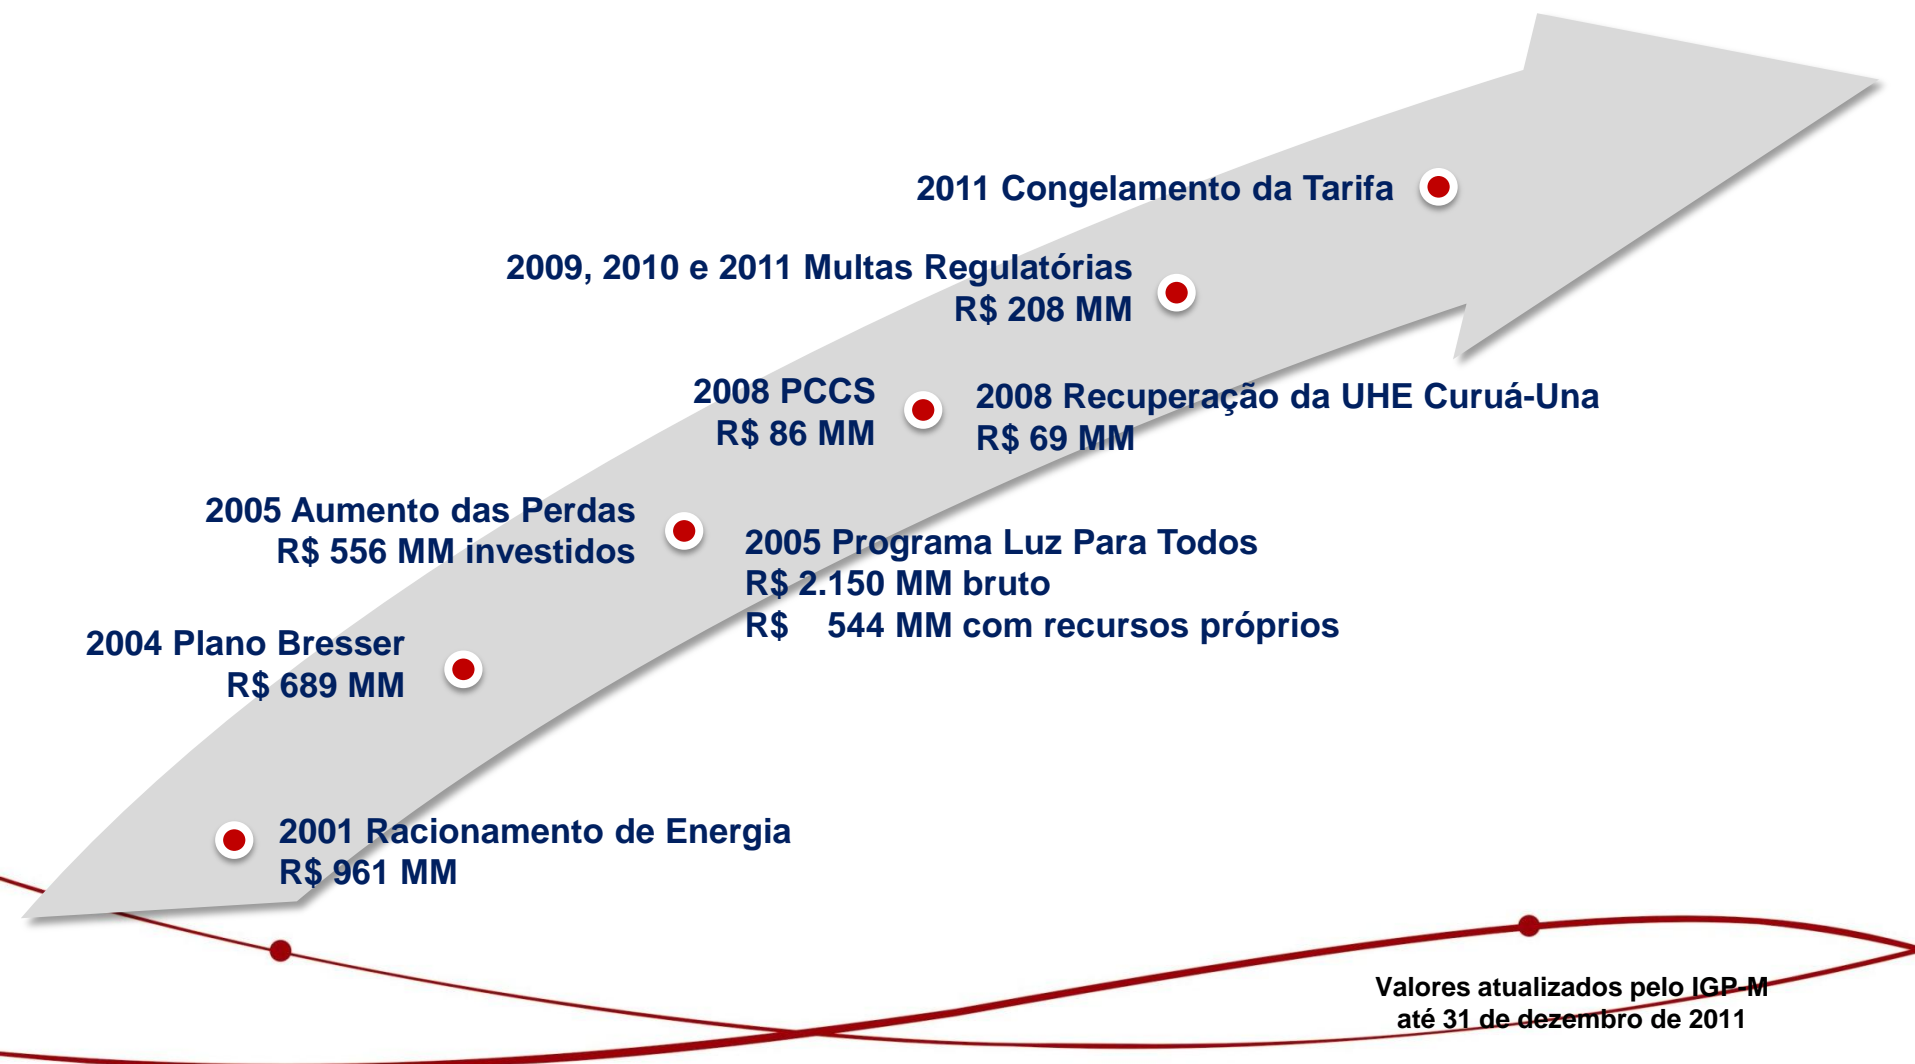 2011 Congelamento da Tarifa
2009, 2010 e 2011 Multas Regulatórias
R$ 208 MM
2008 PCCS
R$ 86 MM
2008 Recuperação da UHE Curuá-Una
R$ 69 MM
2005 Aumento das Perdas
R$ 556 MM investidos
2005 Programa Luz Para Todos
R$ 2.150 MM bruto
R$ 544 MM com recursos próprios
2004 Plano Bresser
R$ 689 MM
2001 Racionamento de Energia
R$ 961 MM
Valores atualizados pelo IGP-M
até 31 de dezembro de 2011